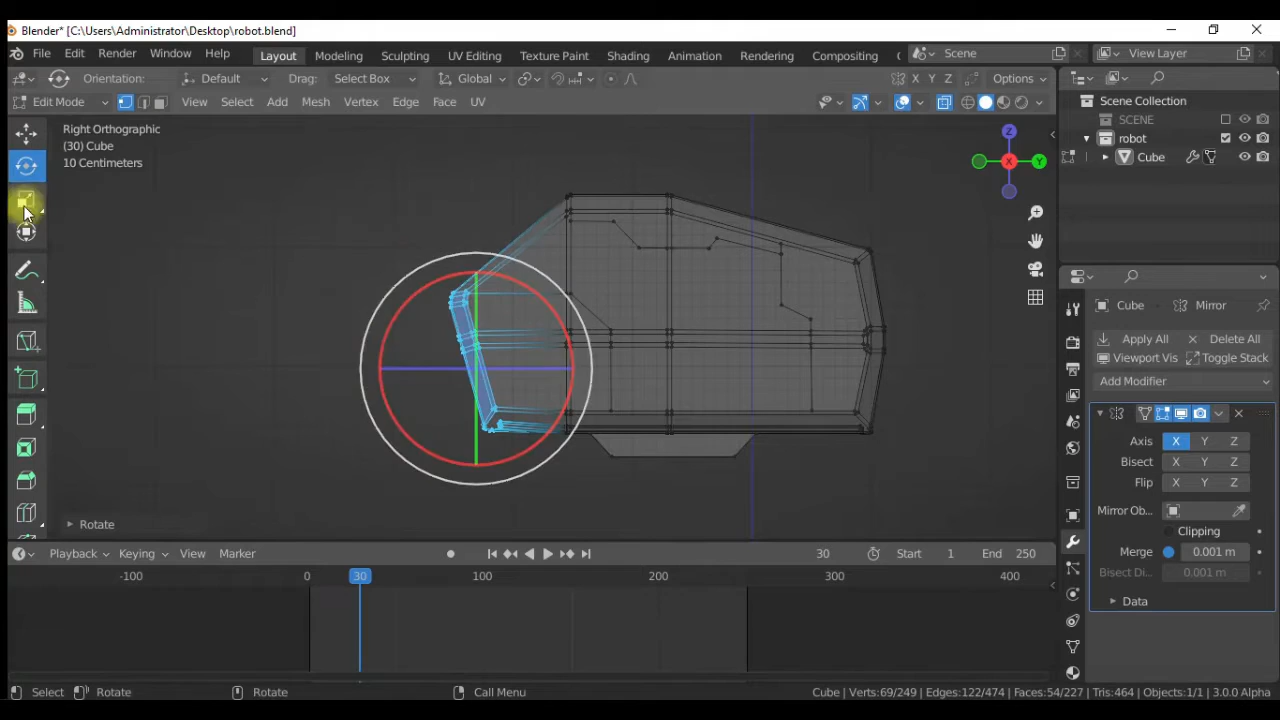 Blender* [C:\Users\Administrator\Desktop\robot.blend]
File Edit Render Window Help Layout Modeling Sculpting UV Editing Texture Paint Shading Animation Rendering Compositing Scene View Layer
Orientation: Default Drag: Select Box Global X Y Z Options
Edit Mode View Select Add Mesh Vertex Edge Face UV
Scene Collection
SCENE
robot
Cube
Right Orthographic
(30) Cube
10 Centimeters
Z
Y
X
Rotate
Cube Mirror
Apply All Delete All
Viewport Vis Toggle Stack
Add Modifier
Axis X Y Z
Bisect X Y Z
Flip X Y Z
Mirror Ob...
Clipping
Merge 0.001 m
Bisect Di... 0.001 m
Data
Playback Keying View Marker 30 Start 1 End 250
-100 0 30 100 200 300 400
Select Rotate Rotate Call Menu Cube | Verts:69/249 | Edges:122/474 | Faces:54/227 | Tris:464 | Objects:1/1 | 3.0.0 Alpha